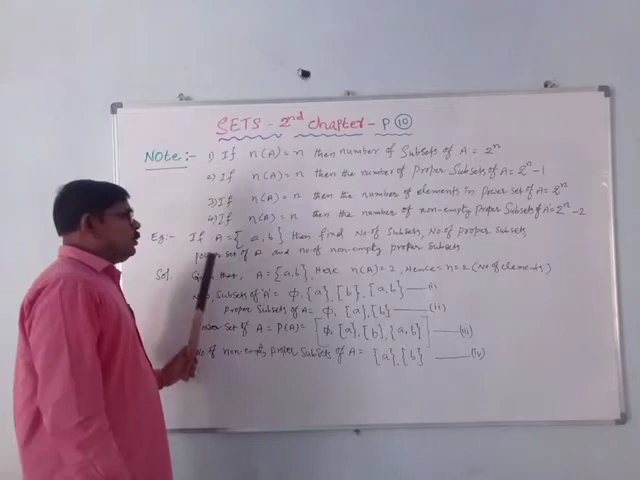 SETS - 2nd chapter - P 10
NOTE:- 1) If n(A) = n then number of Subsets of A = 2^n
2) If n(A) = n then the number of proper Subsets of A = 2^n - 1
3) If n(A) = n then the number of elements in power set of A = 2^n
4) If n(A) = n then the number of non-empty proper Subsets of A = 2^n - 2
Eg:- If A = { a, b } then find No of Subsets, No of proper Subsets,
power set of A and no. of non-empty proper Subsets
Sol. Given that, A = {a, b}, Here n(A) = 2, Hence n = 2 (No of elements)
Subsets of 'A' = ϕ, {a}, {b}, {a, b} — i)
Proper Subsets of A = ϕ, {a}, {b} — (ii)
Power Set of A = P(A) = [ϕ, {a}, {b}, {a, b}] — (iii)
No. of non-empty proper Subsets of A = {a}, {b} — (iv)